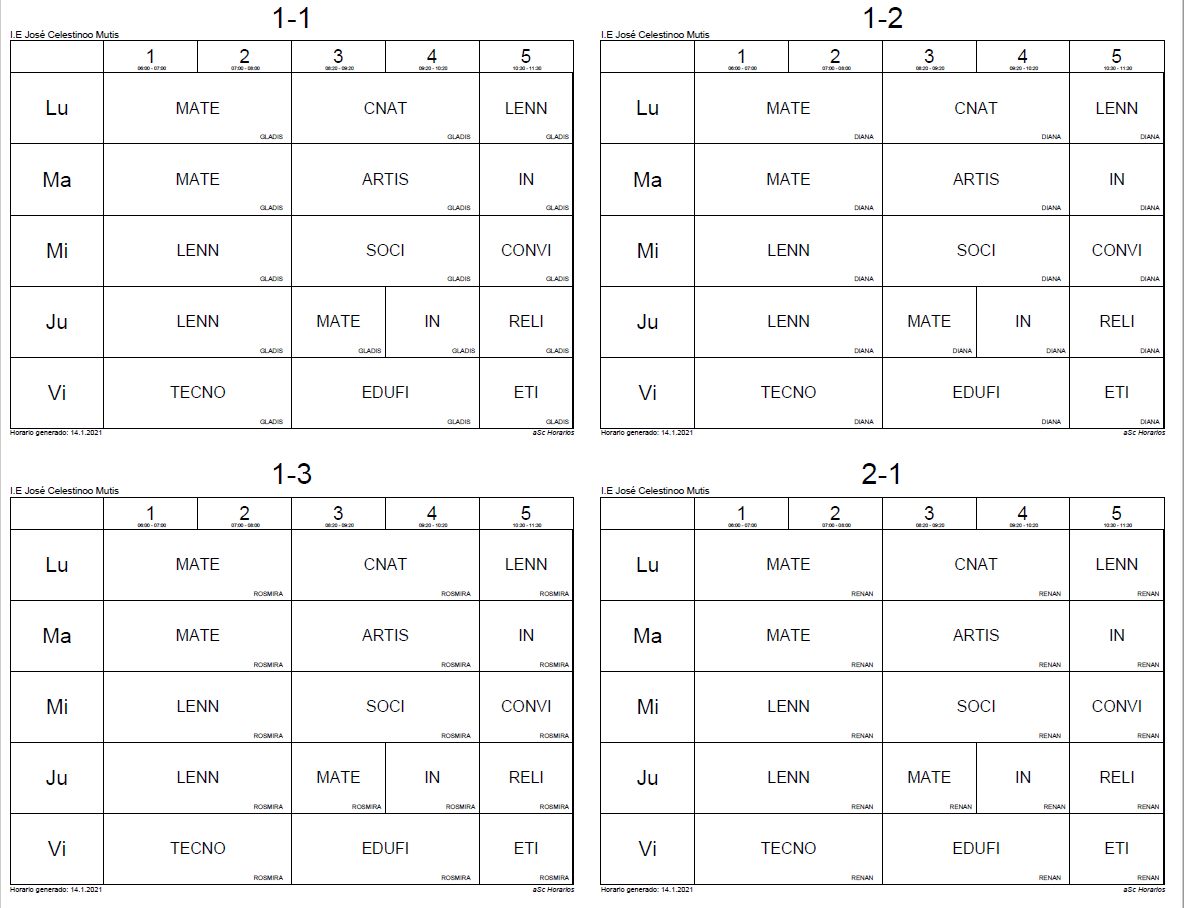 1-1
I.E José Celestinoo Mutis
1 2 3 4 5
06:00 - 07:00 07:00 - 08:00 08:20 - 09:20 09:20 - 10:20 10:30 - 11:30
Lu MATE CNAT LENN
GLADIS GLADIS GLADIS
Ma MATE ARTIS IN
GLADIS GLADIS GLADIS
Mi LENN SOCI CONVI
GLADIS GLADIS GLADIS
Ju LENN MATE IN RELI
GLADIS GLADIS GLADIS GLADIS
Vi TECNO EDUFI ETI
GLADIS GLADIS GLADIS
Horario generado: 14.1.2021 aSc Horarios
1-2
I.E José Celestinoo Mutis
1 2 3 4 5
06:00 - 07:00 07:00 - 08:00 08:20 - 09:20 09:20 - 10:20 10:30 - 11:30
Lu MATE CNAT LENN
DIANA DIANA DIANA
Ma MATE ARTIS IN
DIANA DIANA DIANA
Mi LENN SOCI CONVI
DIANA DIANA DIANA
Ju LENN MATE IN RELI
DIANA DIANA DIANA DIANA
Vi TECNO EDUFI ETI
DIANA DIANA DIANA
Horario generado: 14.1.2021 aSc Horarios
1-3
I.E José Celestinoo Mutis
1 2 3 4 5
06:00 - 07:00 07:00 - 08:00 08:20 - 09:20 09:20 - 10:20 10:30 - 11:30
Lu MATE CNAT LENN
ROSMIRA ROSMIRA ROSMIRA
Ma MATE ARTIS IN
ROSMIRA ROSMIRA ROSMIRA
Mi LENN SOCI CONVI
ROSMIRA ROSMIRA ROSMIRA
Ju LENN MATE IN RELI
ROSMIRA ROSMIRA ROSMIRA ROSMIRA
Vi TECNO EDUFI ETI
ROSMIRA ROSMIRA ROSMIRA
Horario generado: 14.1.2021 aSc Horarios
2-1
I.E José Celestinoo Mutis
1 2 3 4 5
06:00 - 07:00 07:00 - 08:00 08:20 - 09:20 09:20 - 10:20 10:30 - 11:30
Lu MATE CNAT LENN
RENAN RENAN RENAN
Ma MATE ARTIS IN
RENAN RENAN RENAN
Mi LENN SOCI CONVI
RENAN RENAN RENAN
Ju LENN MATE IN RELI
RENAN RENAN RENAN RENAN
Vi TECNO EDUFI ETI
RENAN RENAN RENAN
Horario generado: 14.1.2021 aSc Horarios